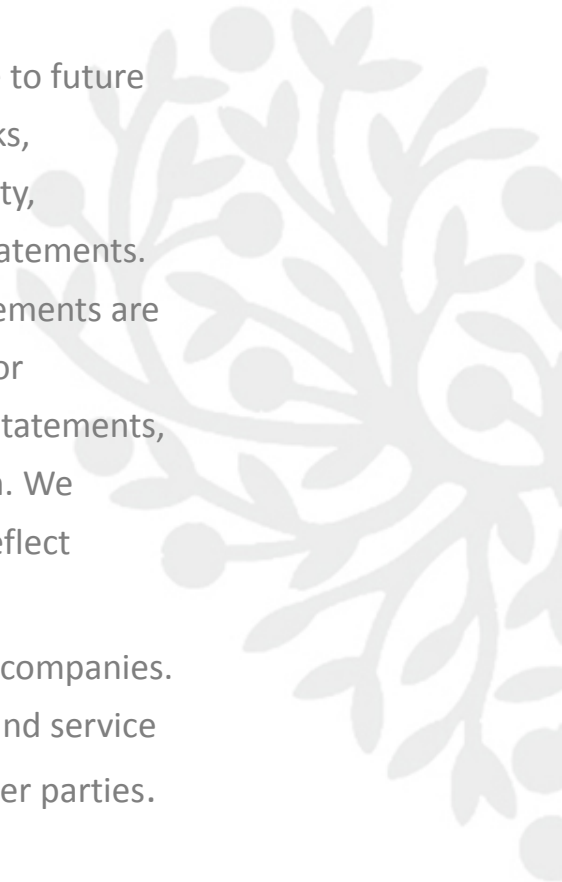 to future
ks,
ty,
atements.
ements are
or
tatements,
. We
eflect
companies.
nd service
er parties.